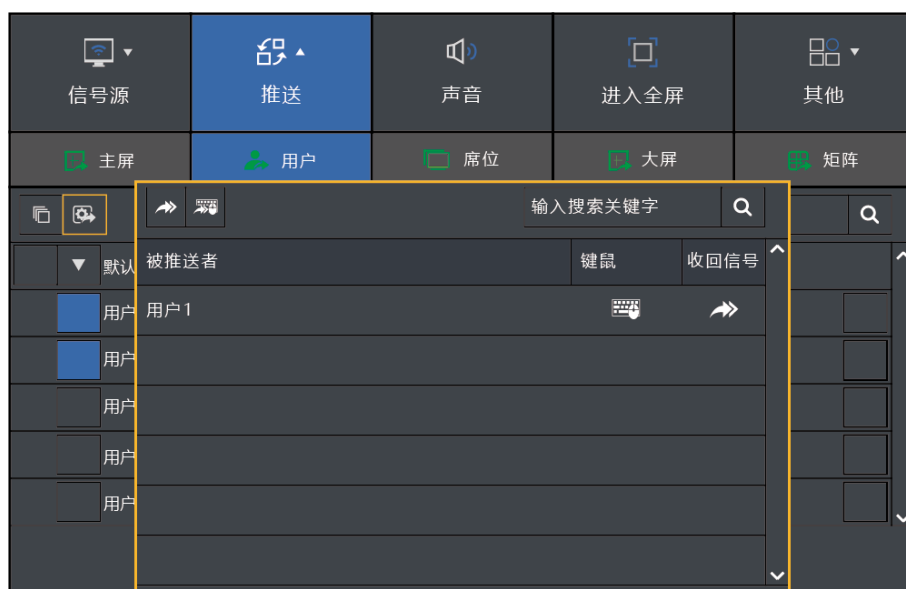 信号源
推送
声音
进入全屏
其他
主屏
用户
席位
大屏
矩阵
输入搜索关键字
默认
被推送者
键鼠
收回信号
用户
用户1
用户
用户
用户
用户